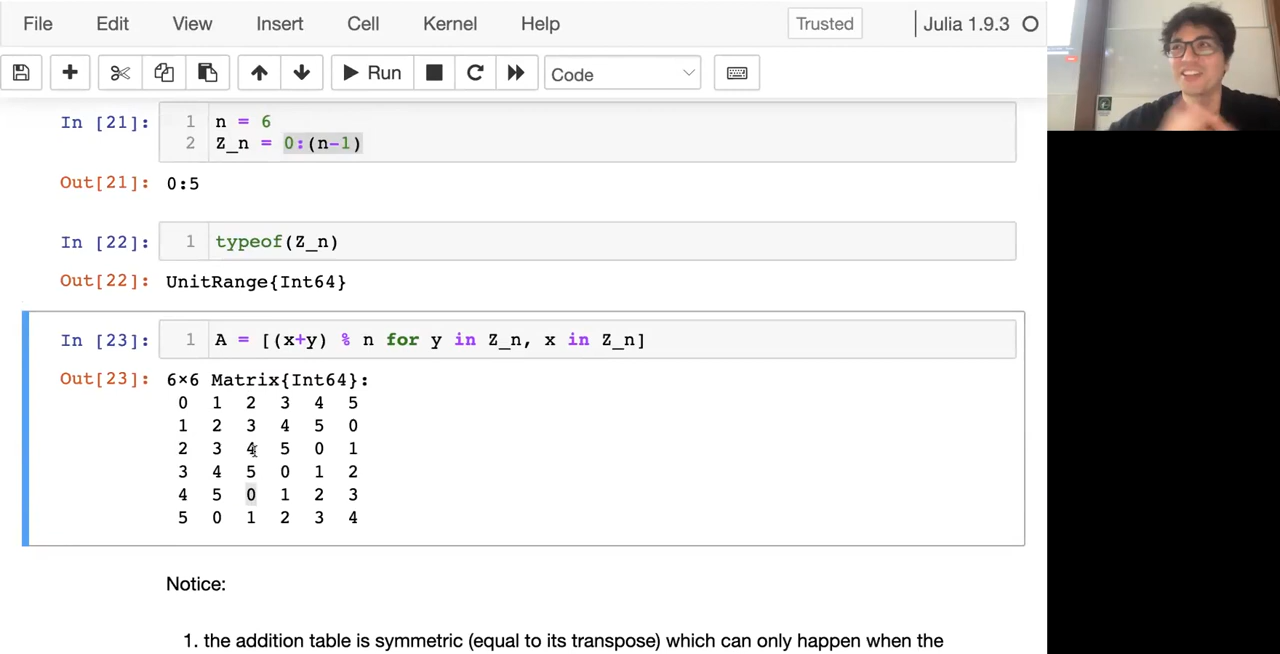 File Edit View Insert Cell Kernel Help Trusted Julia 1.9.3
Run Code
In [21]: 1 n = 6
2 Z_n = 0:(n-1)
Out[21]: 0:5
In [22]: 1 typeof(Z_n)
Out[22]: UnitRange{Int64}
In [23]: 1 A = [(x+y) % n for y in Z_n, x in Z_n]
Out[23]: 6×6 Matrix{Int64}:
0 1 2 3 4 5
1 2 3 4 5 0
2 3 4 5 0 1
3 4 5 0 1 2
4 5 0 1 2 3
5 0 1 2 3 4
Notice:
1. the addition table is symmetric (equal to its transpose) which can only happen when the